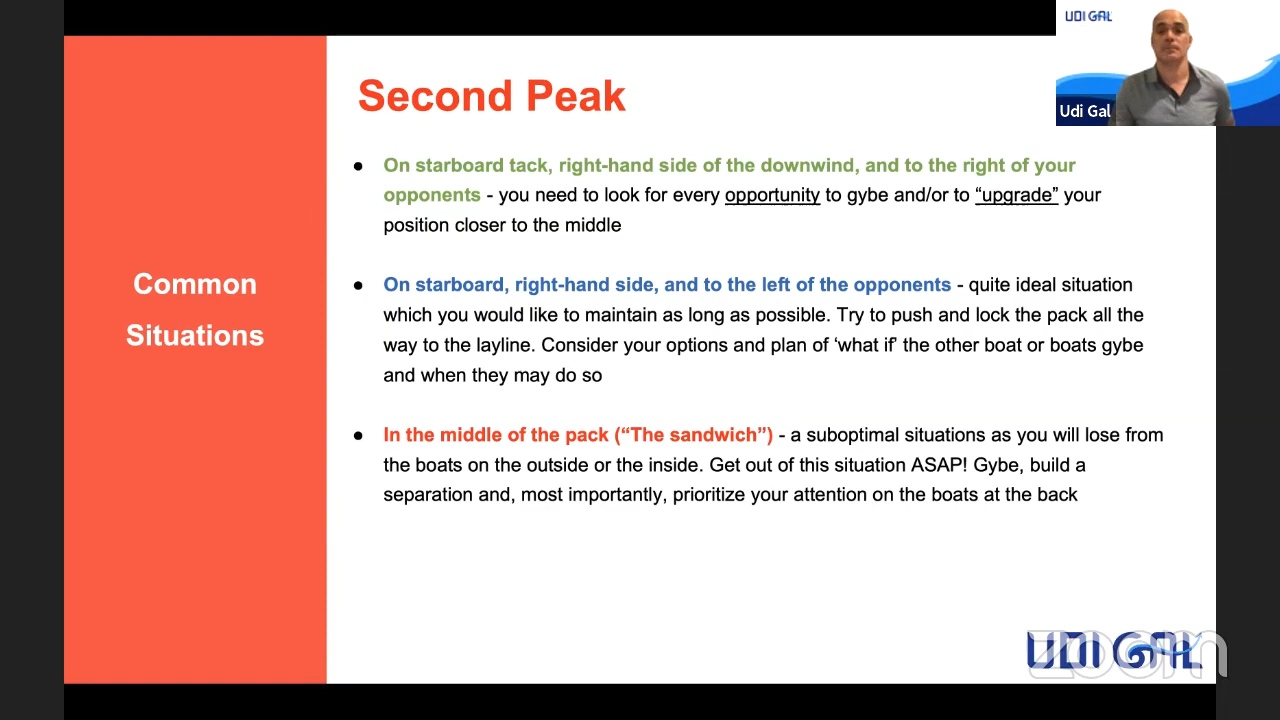 UDI GAL
Udi Gal
Second Peak
Common
Situations
● On starboard tack, right-hand side of the downwind, and to the right of your
opponents - you need to look for every opportunity to gybe and/or to “upgrade” your
position closer to the middle
● On starboard, right-hand side, and to the left of the opponents - quite ideal situation
which you would like to maintain as long as possible. Try to push and lock the pack all the
way to the layline. Consider your options and plan of ‘what if’ the other boat or boats gybe
and when they may do so
● In the middle of the pack (“The sandwich”) - a suboptimal situations as you will lose from
the boats on the outside or the inside. Get out of this situation ASAP! Gybe, build a
separation and, most importantly, prioritize your attention on the boats at the back
UDI GAL
zoom